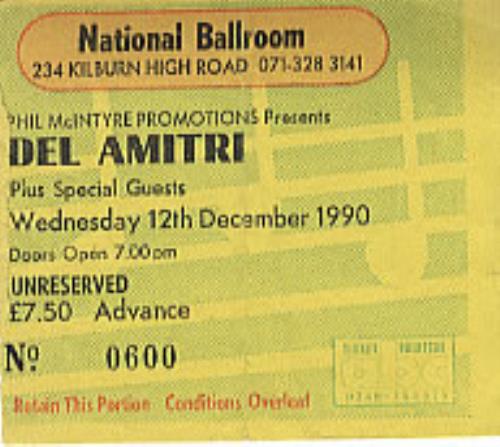 National Ballroom
234 KILBURN HIGH ROAD 071-328 3141
PHIL McINTYRE PROMOTIONS Presents
DEL AMITRI
Plus Special Guests
Wednesday 12th December 1990
Doors Open 7.00pm
UNRESERVED
£7.50 Advance
Nº 0600
Retain This Portion Conditions Overleaf